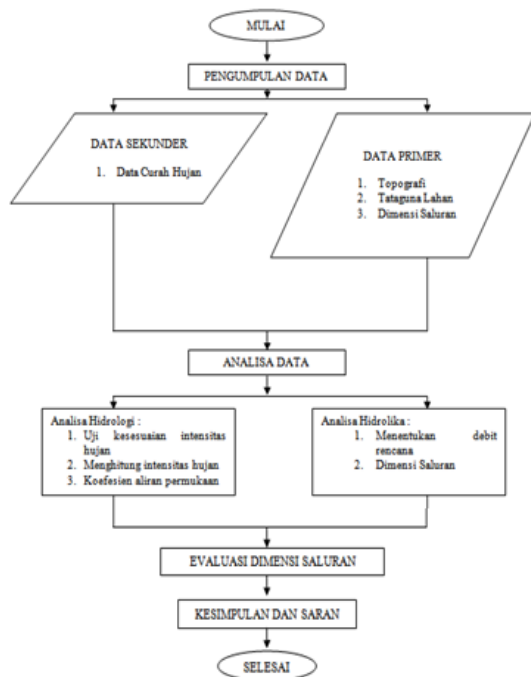 MULAI
PENGUMPULAN DATA
DATA SEKUNDER
1. Data Curah Hujan
DATA PRIMER
1. Topografi
2. Tataguna Lahan
3. Dimensi Saluran
ANALISA DATA
Analisa Hidrologi :
1. Uji kesesuaian intensitas
hujan
2. Menghitung intensitas hujan
3. Koefesien aliran permukaan
Analisa Hidrolika :
1. Menentukan debit
rencana
2. Dimensi Saluran
EVALUASI DIMENSI SALURAN
KESIMPULAN DAN SARAN
SELESAI